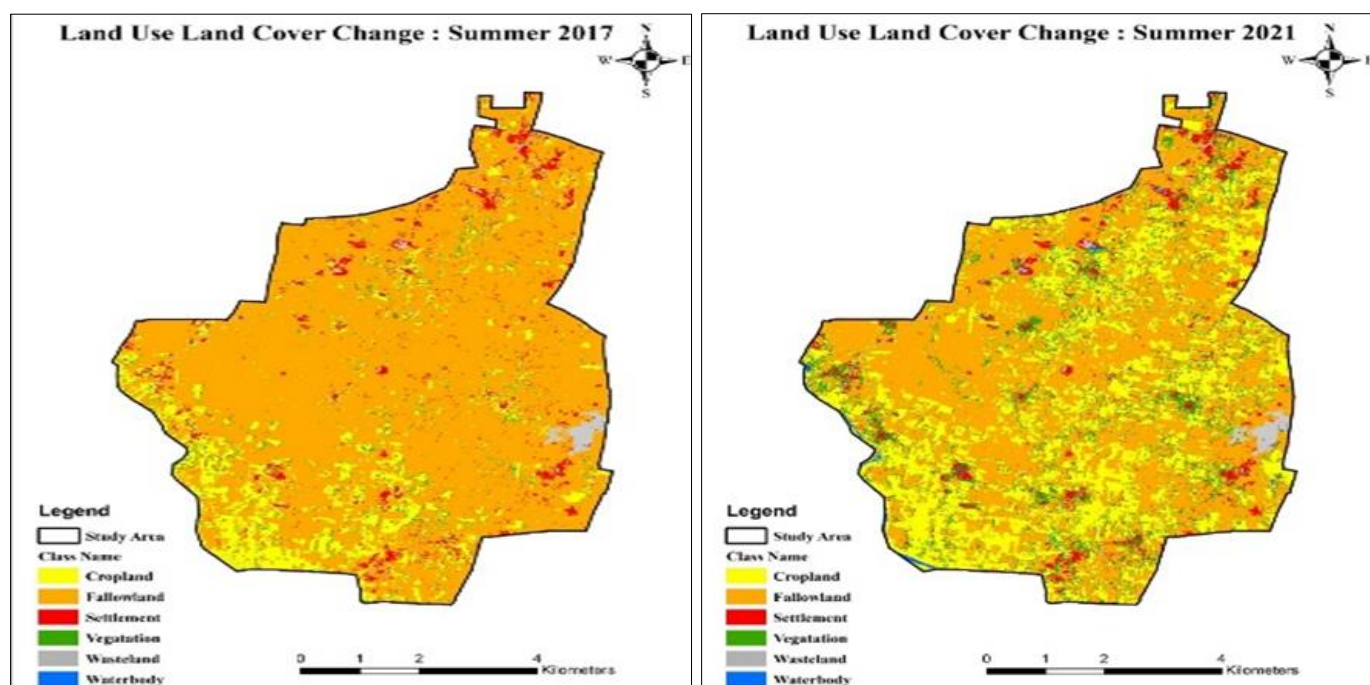 Land Use Land Cover Change : Summer 2017
N
W E
S
Legend
Study Area
Class Name
Cropland
Fallowland
Settlement
Vegatation
Wasteland
Waterbody
0 1 2 4
Kilometers
Land Use Land Cover Change : Summer 2021
N
W E
S
Legend
Study Area
Class Name
Cropland
Fallowland
Settlement
Vegatation
Wasteland
Waterbody
0 1 2 4
Kilometers